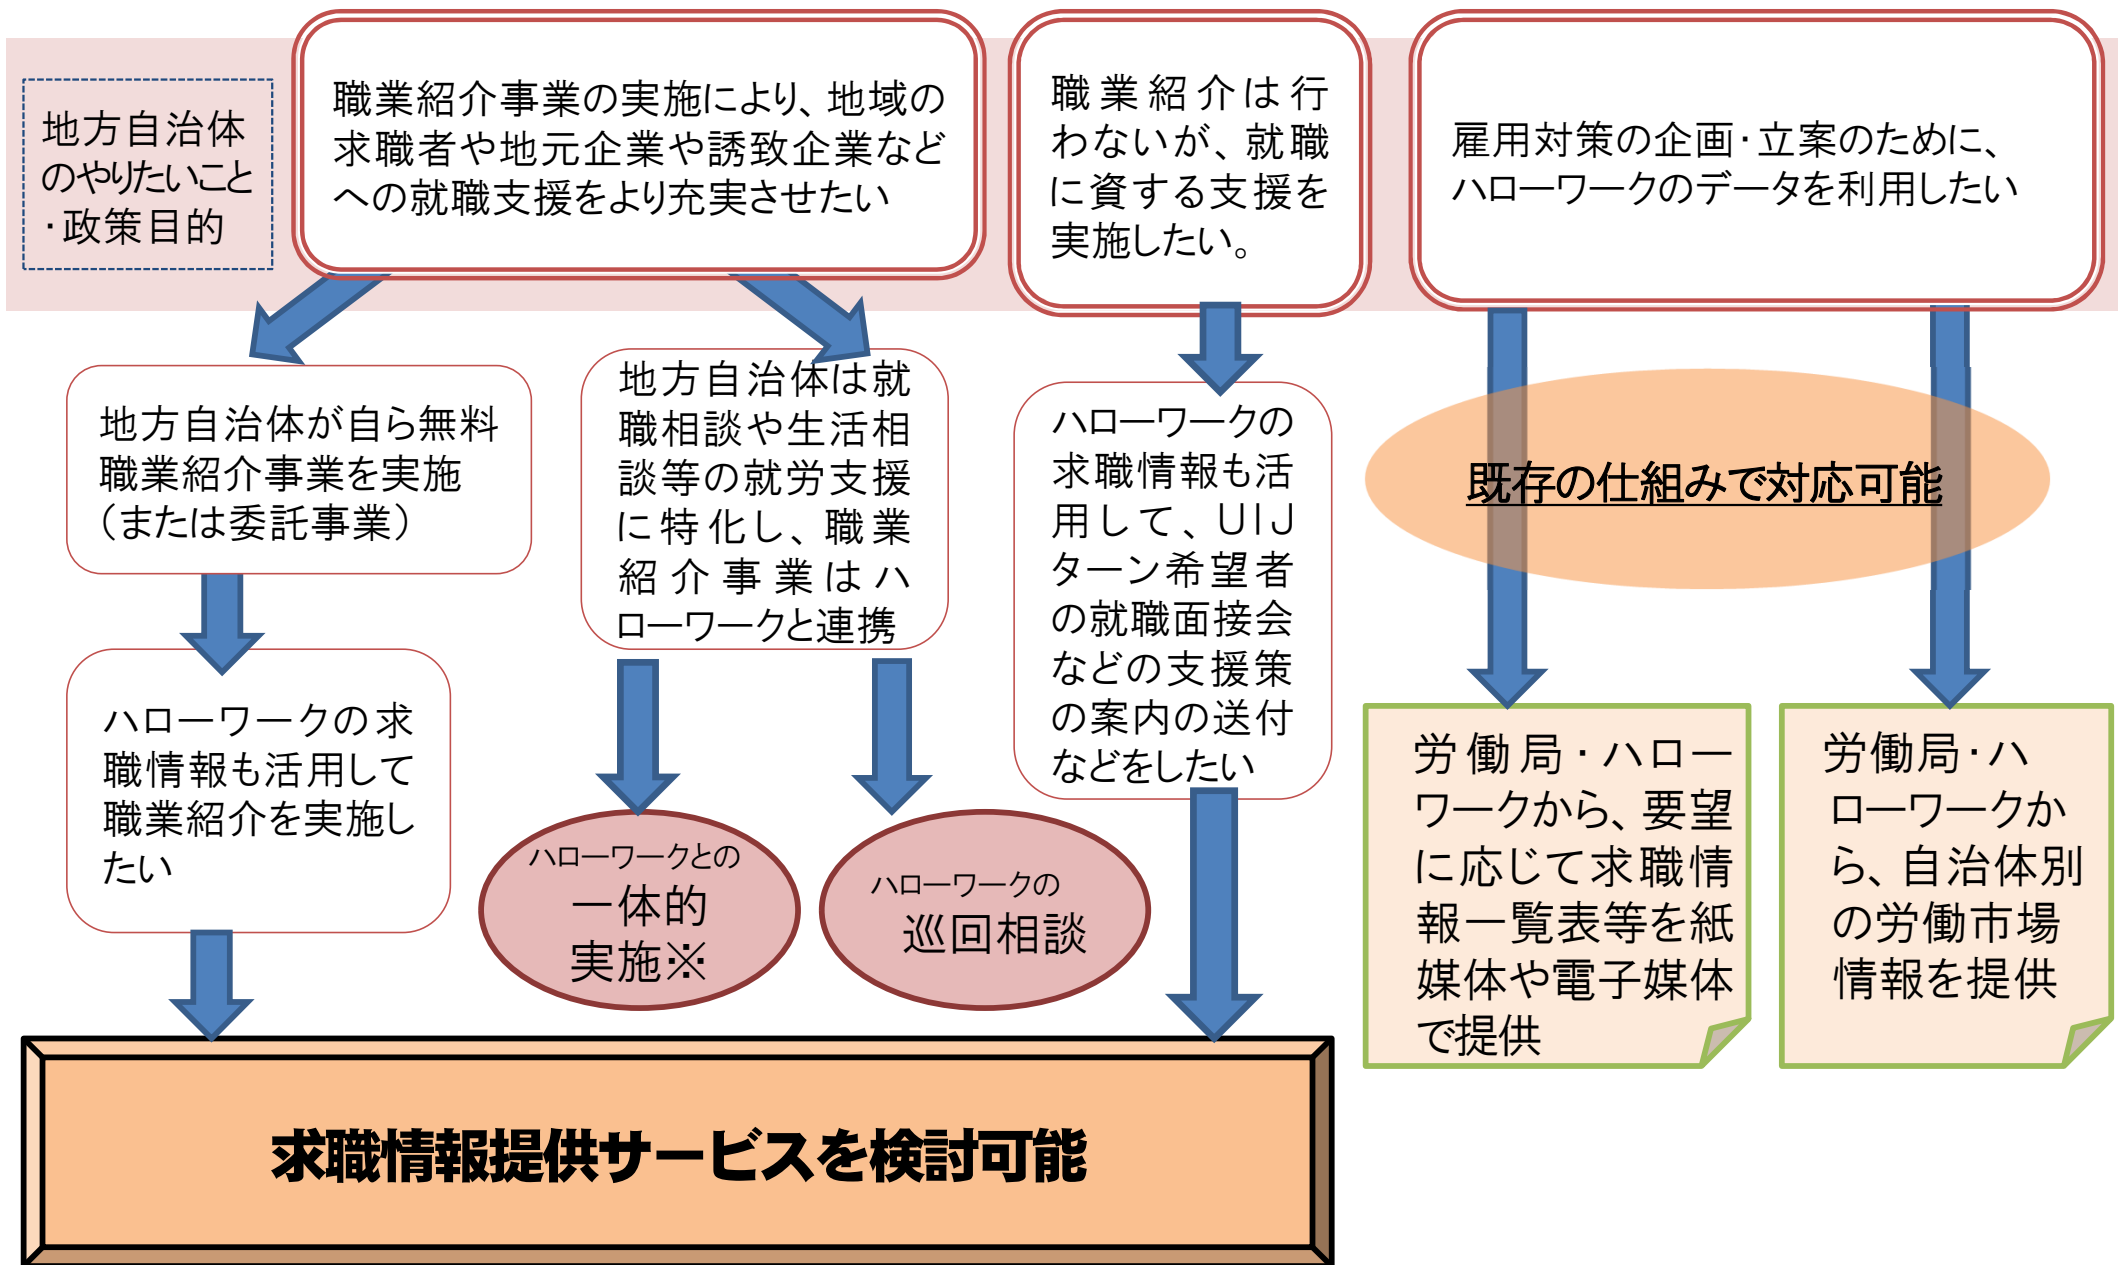 地方自治体
のやりたいこと
・政策目的
職業紹介事業の実施により、地域の
求職者や地元企業や誘致企業など
への就職支援をより充実させたい
職業紹介は行
わないが、就職
に資する支援を
実施したい。
雇用対策の企画・立案のために、
ハローワークのデータを利用したい
地方自治体が自ら無料
職業紹介事業を実施
（または委託事業）
地方自治体は就
職相談や生活相
談等の就労支援
に特化し、職業
紹介事業はハ
ローワークと連携
ハローワークの
求職情報も活
用して、UIJ
ターン希望者
の就職面接会
などの支援策
の案内の送付
などをしたい
既存の仕組みで対応可能
ハローワークの求
職情報も活用して
職業紹介を実施し
たい
ハローワークとの
一体的
実施※
ハローワークの
巡回相談
労働局・ハロー
ワークから、要望
に応じて求職情
報一覧表等を紙
媒体や電子媒体
で提供
労働局・ハ
ローワークか
ら、自治体別
の労働市場
情報を提供
求職情報提供サービスを検討可能